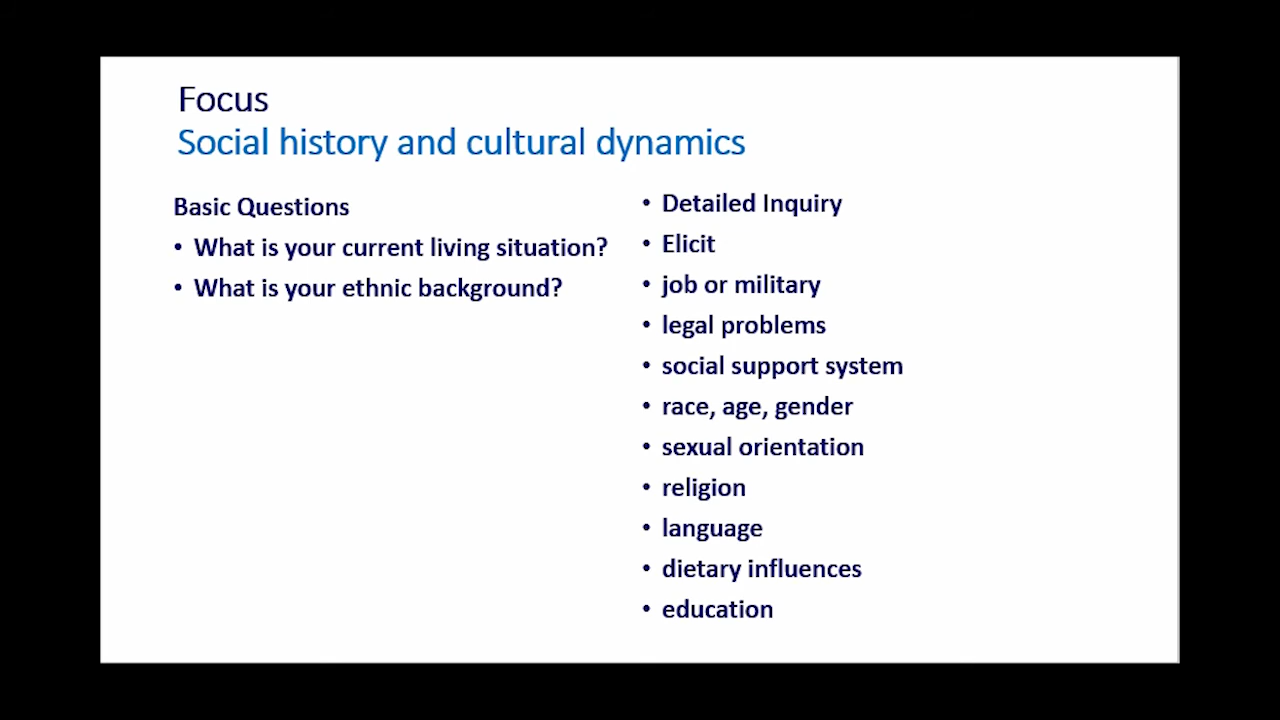 Focus
Social history and cultural dynamics
Basic Questions
• What is your current living situation?
• What is your ethnic background?
• Detailed Inquiry
• Elicit
• job or military
• legal problems
• social support system
• race, age, gender
• sexual orientation
• religion
• language
• dietary influences
• education